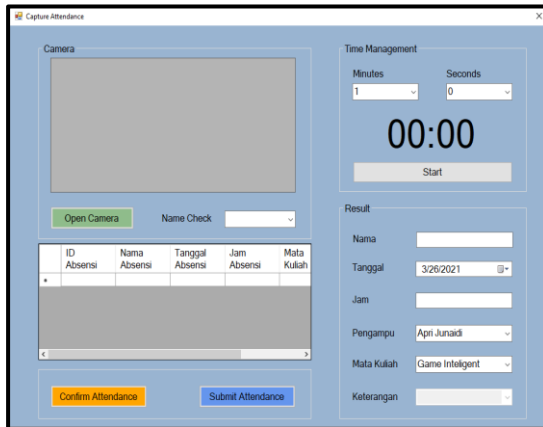 Capture Attendance
Camera
Open Camera
Name Check
ID Absensi
Nama Absensi
Tanggal Absensi
Jam Absensi
Mata Kuliah
Confirm Attendance
Submit Attendance
Time Management
Minutes
Seconds
1
0
00:00
Start
Result
Nama
Tanggal
3/26/2021
Jam
Pengampu
Apri Junaidi
Mata Kuliah
Game Inteligent
Keterangan